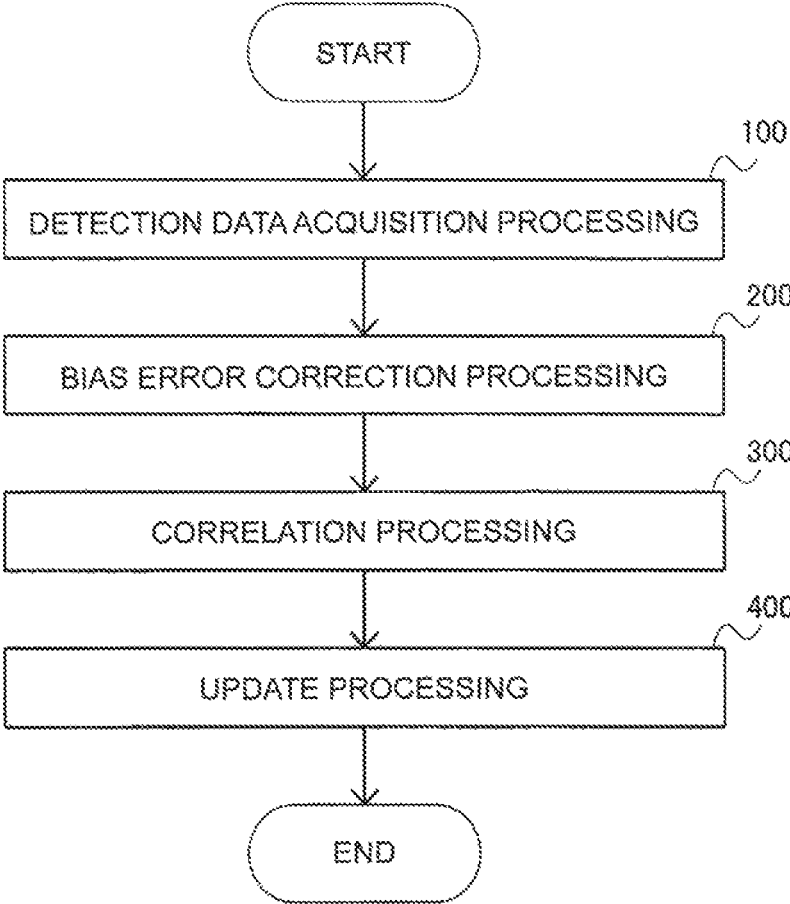 START
100
DETECTION DATA ACQUISITION PROCESSING
200
BIAS ERROR CORRECTION PROCESSING
300
CORRELATION PROCESSING
400
UPDATE PROCESSING
END